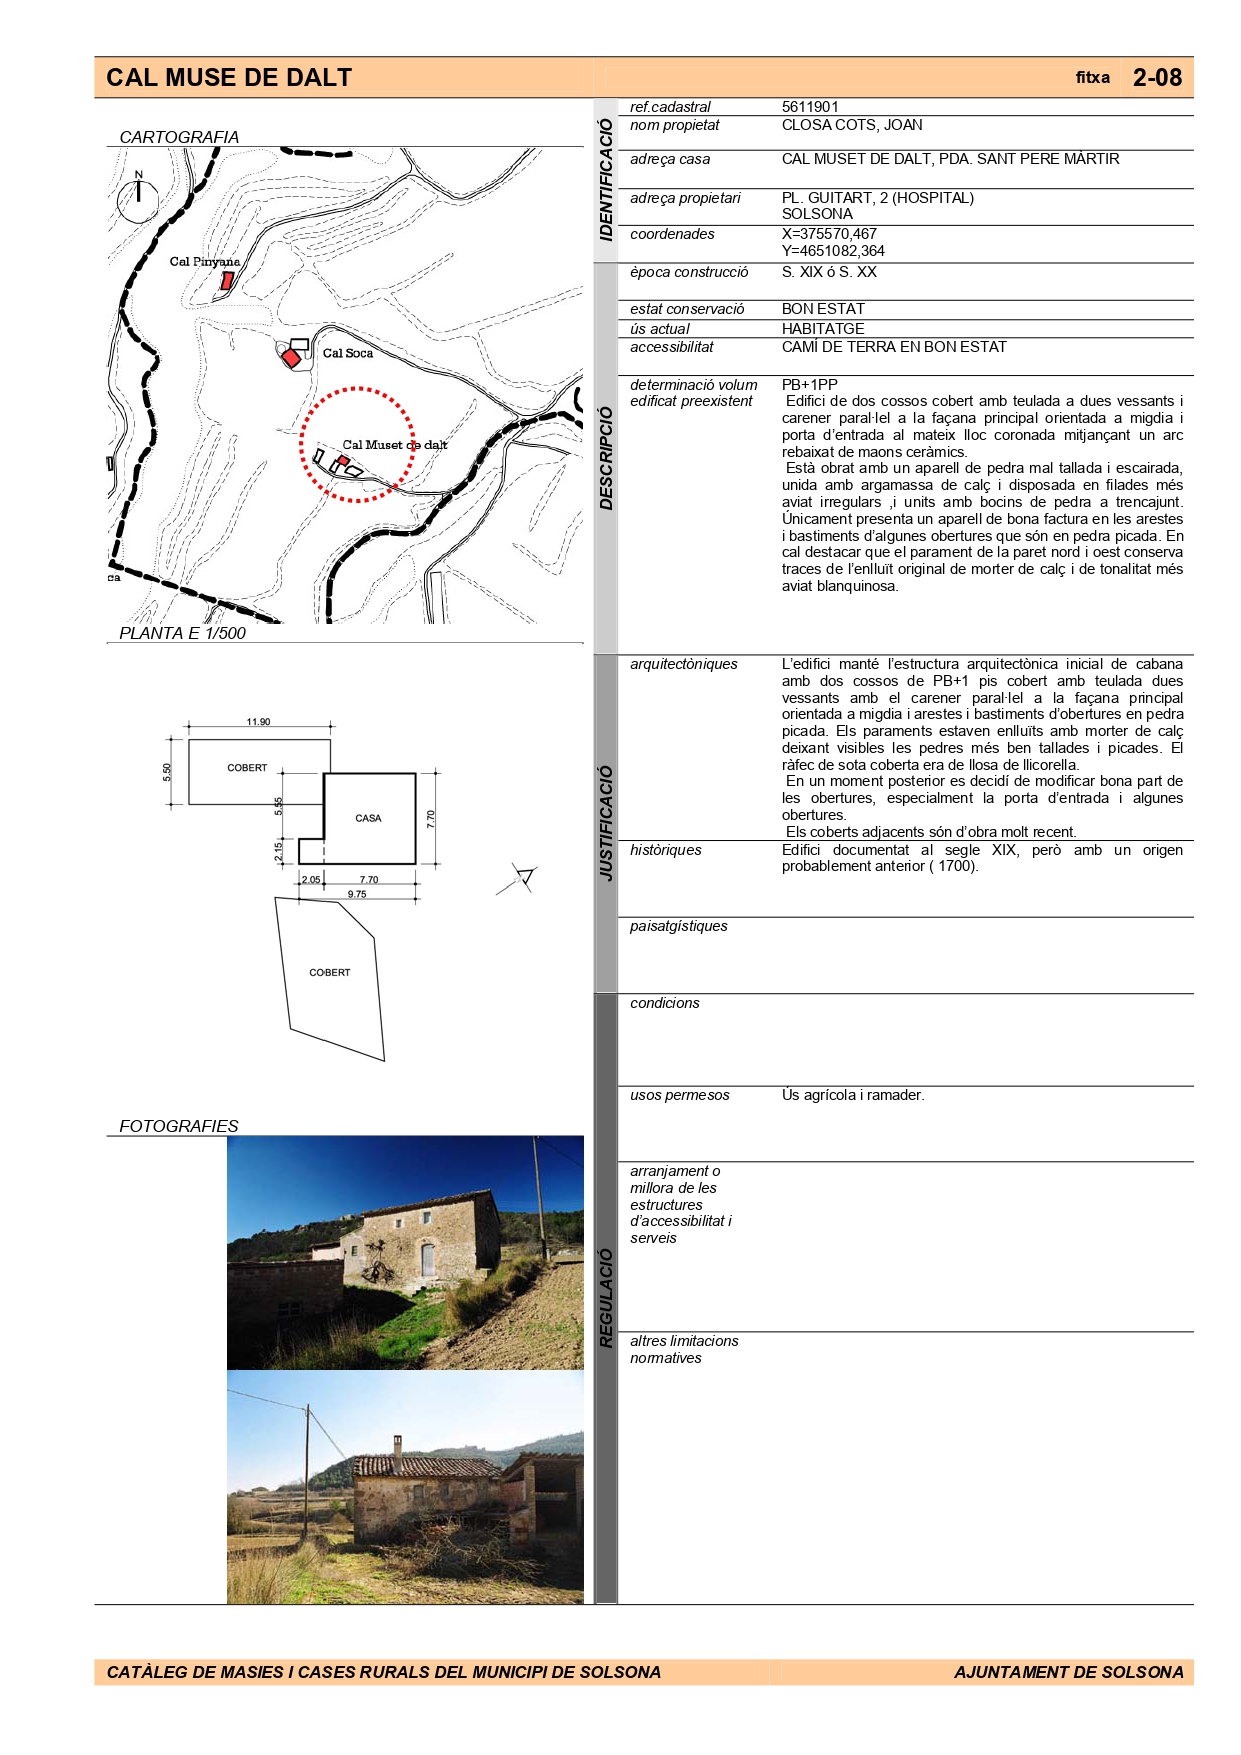 CAL MUSE DE DALT
fitxa 2-08
CARTOGRAFIA
N
Cal Pinyana
Cal Soca
Cal Muset de dalt
ca
PLANTA E 1/500
11.90
5.50
COBERT
5.55
CASA
7.70
2.15
2.05
7.70
9.75
COBERT
FOTOGRAFIES
IDENTIFICACIÓ
ref.cadastral 5611901
nom propietat CLOSA COTS, JOAN
adreça casa CAL MUSET DE DALT, PDA. SANT PERE MÀRTIR
adreça propietari PL. GUITART, 2 (HOSPITAL)
SOLSONA
coordenades X=375570,467
Y=4651082,364
DESCRIPCIÓ
època construcció S. XIX ó S. XX
estat conservació BON ESTAT
ús actual HABITATGE
accessibilitat CAMÍ DE TERRA EN BON ESTAT
determinació volum PB+1PP
edificat preexistent Edifici de dos cossos cobert amb teulada a dues vessants i
carener paral·lel a la façana principal orientada a migdia i
porta d'entrada al mateix lloc coronada mitjançant un arc
rebaixat de maons ceràmics.
Està obrat amb un aparell de pedra mal tallada i escairada,
unida amb argamassa de calç i disposada en filades més
aviat irregulars ,i units amb bocins de pedra a trencajunt.
Únicament presenta un aparell de bona factura en les arestes
i bastiments d'algunes obertures que són en pedra picada. En
cal destacar que el parament de la paret nord i oest conserva
traces de l'enlluït original de morter de calç i de tonalitat més
aviat blanquinosa.
JUSTIFICACIÓ
arquitectòniques L'edifici manté l'estructura arquitectònica inicial de cabana
amb dos cossos de PB+1 pis cobert amb teulada dues
vessants amb el carener paral·lel a la façana principal
orientada a migdia i arestes i bastiments d'obertures en pedra
picada. Els paraments estaven enlluïts amb morter de calç
deixant visibles les pedres més ben tallades i picades. El
ràfec de sota coberta era de llosa de llicorella.
En un moment posterior es decidí de modificar bona part de
les obertures, especialment la porta d'entrada i algunes
obertures.
Els coberts adjacents són d'obra molt recent.
històriques Edifici documentat al segle XIX, però amb un origen
probablement anterior ( 1700).
paisatgístiques
REGULACIÓ
condicions
usos permesos Ús agrícola i ramader.
arranjament o
millora de les
estructures
d'accessibilitat i
serveis
altres limitacions
normatives
CATÀLEG DE MASIES I CASES RURALS DEL MUNICIPI DE SOLSONA
AJUNTAMENT DE SOLSONA